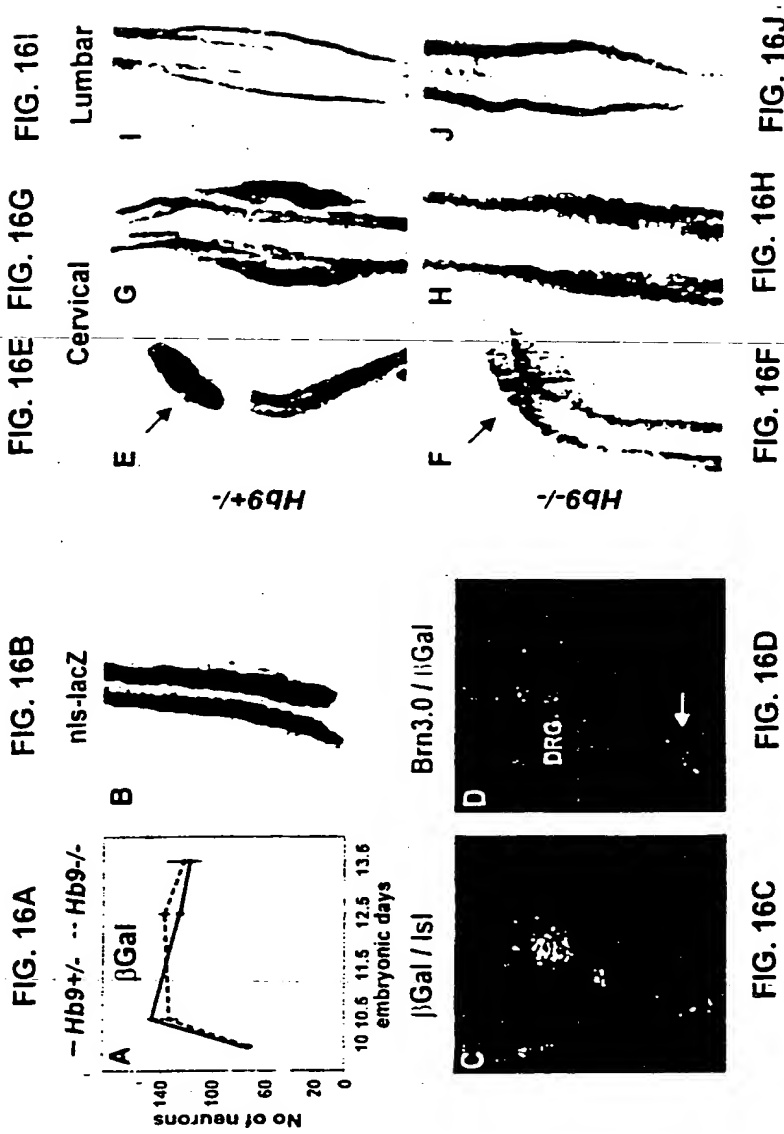 FIG. 16A
— Hb9+/- -- Hb9-/-
A
βGal
No of neurons
140
100
60
20
0
10 10.5 11.5 12.5 13.5
embryonic days
FIG. 16B
nls-lacZ
B
βGal / Isl
C
FIG. 16C
Brn3.0 / βGal
D
DRG
FIG. 16D
FIG. 16E FIG. 16G FIG. 16I
Cervical
Lumbar
Hb9+/-
E
G
I
Hb9-/-
F
H
J
FIG. 16F
FIG. 16H
FIG. 16J